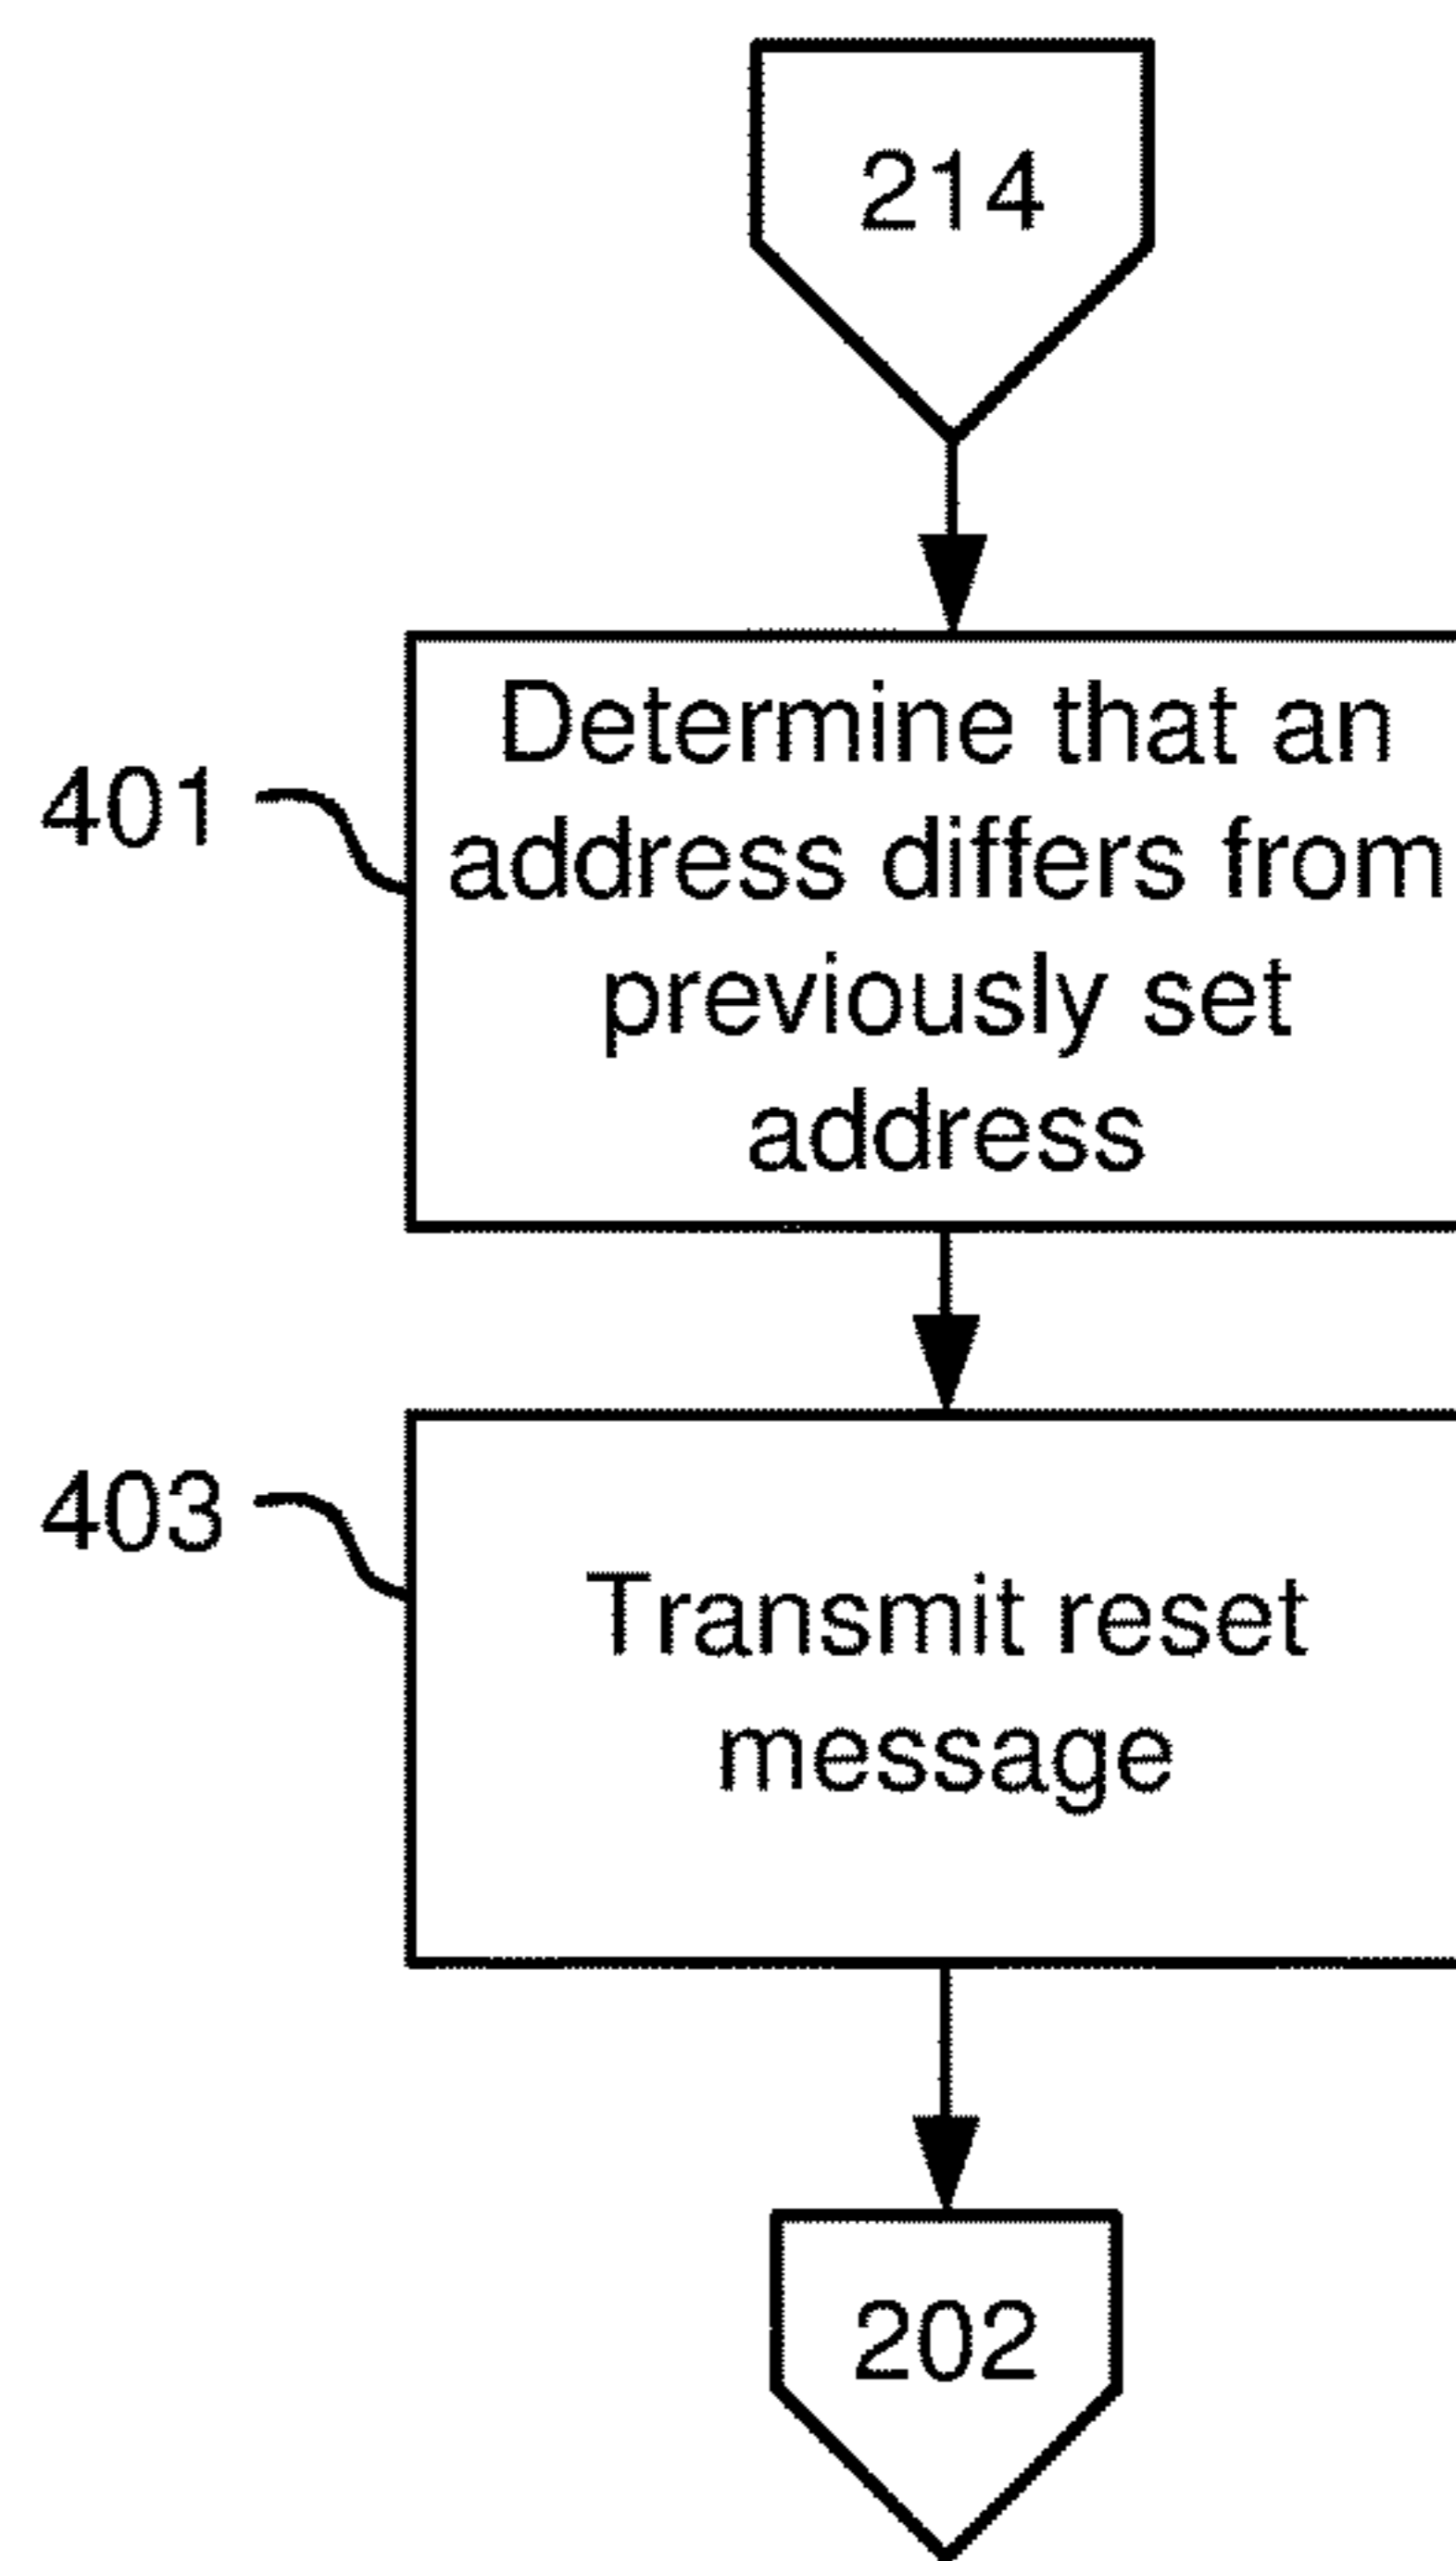 214
401
Determine that an
address differs from
previously set
address
403
Transmit reset
message
202